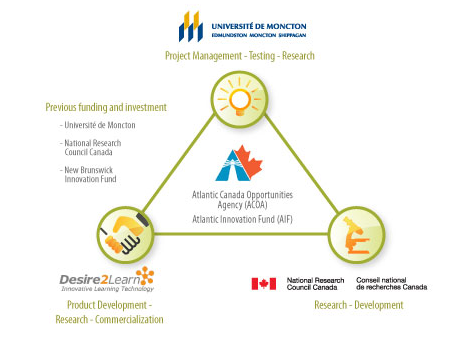 UNIVERSITÉ DE MONCTON
EDMUNDSTON MONCTON SHIPPAGAN
Project Management - Testing - Research
Previous funding and investment
- Université de Moncton
- National Research
Council Canada
- New Brunswick
Innovation Fund
Atlantic Canada Opportunities
Agency (ACOA)
Atlantic Innovation Fund (AIF)
Desire2Learn
Innovative Learning Technology
Product Development -
Research - Commercialization
National Research
Council Canada
Conseil national
de recherches Canada
Research - Development